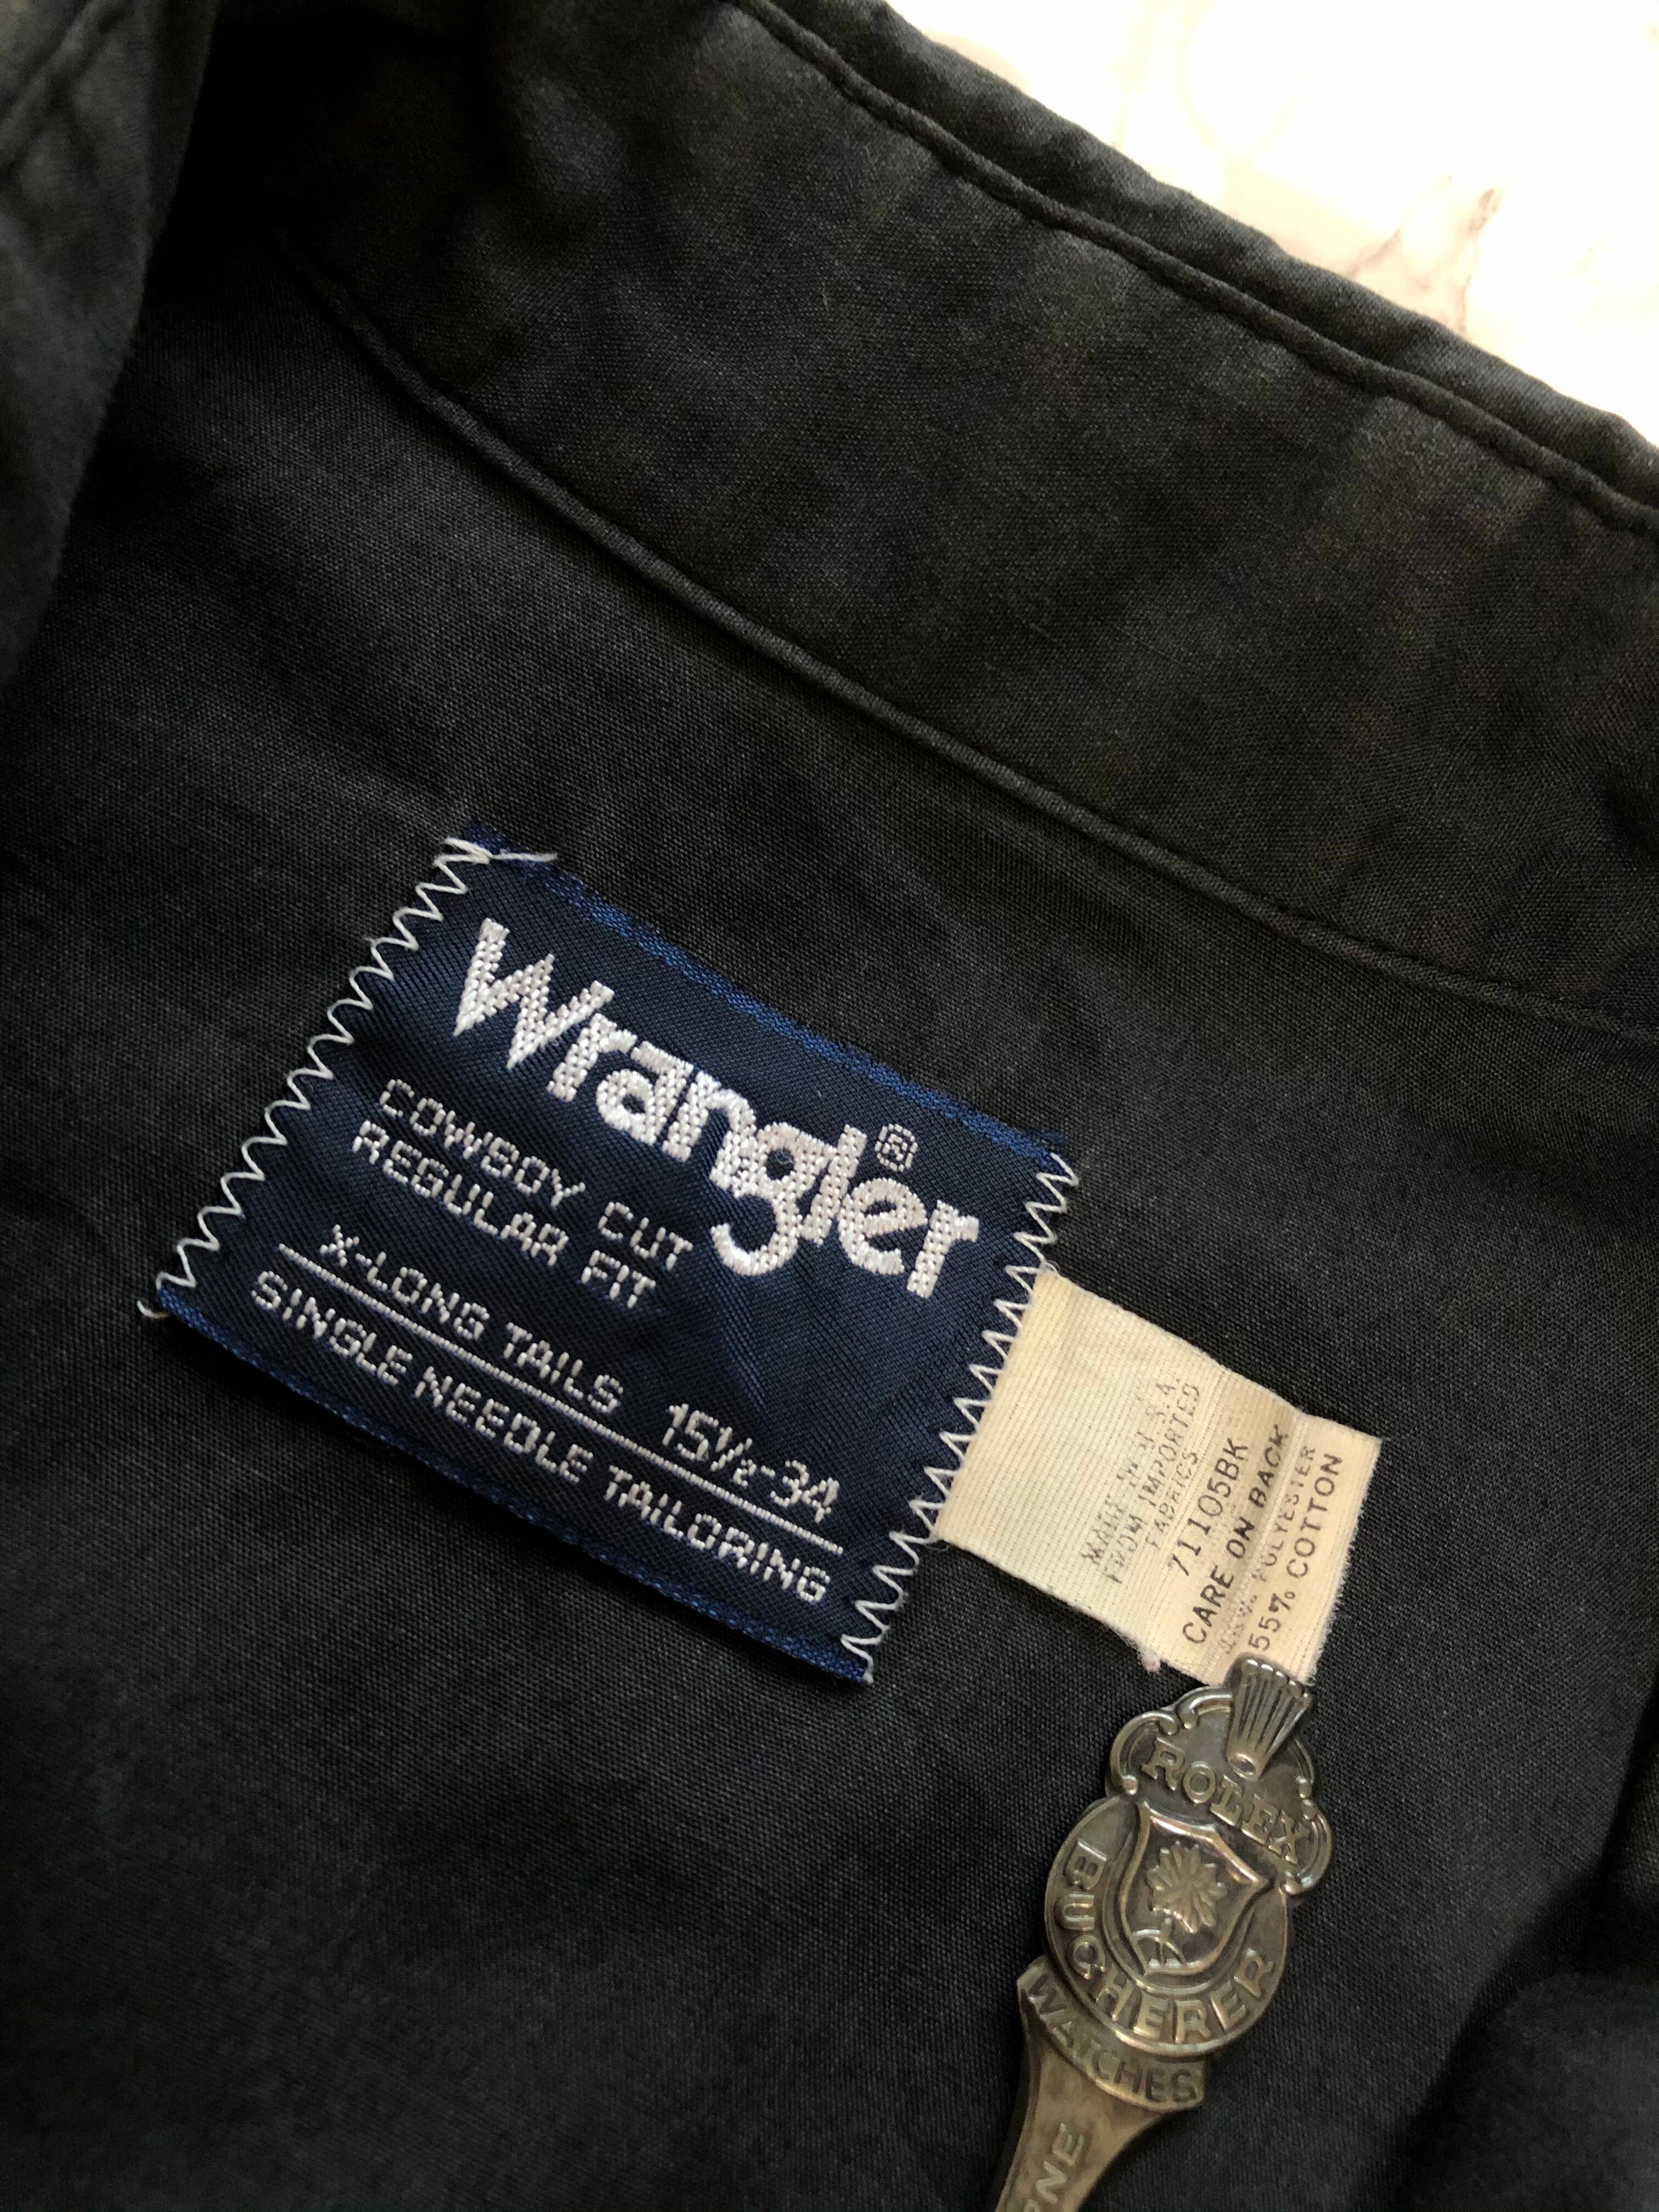 Wrangler®
COWBOY CUT
REGULAR FIT
X-LONG TAILS 15½-34
SINGLE NEEDLE TAILORING
MADE IN U.S.A.
FROM IMPORTED
FABRICS
71105BK
CARE ON BACK
POLYESTER
55% COTTON
ROLEX
BUCHERER
WATCHES